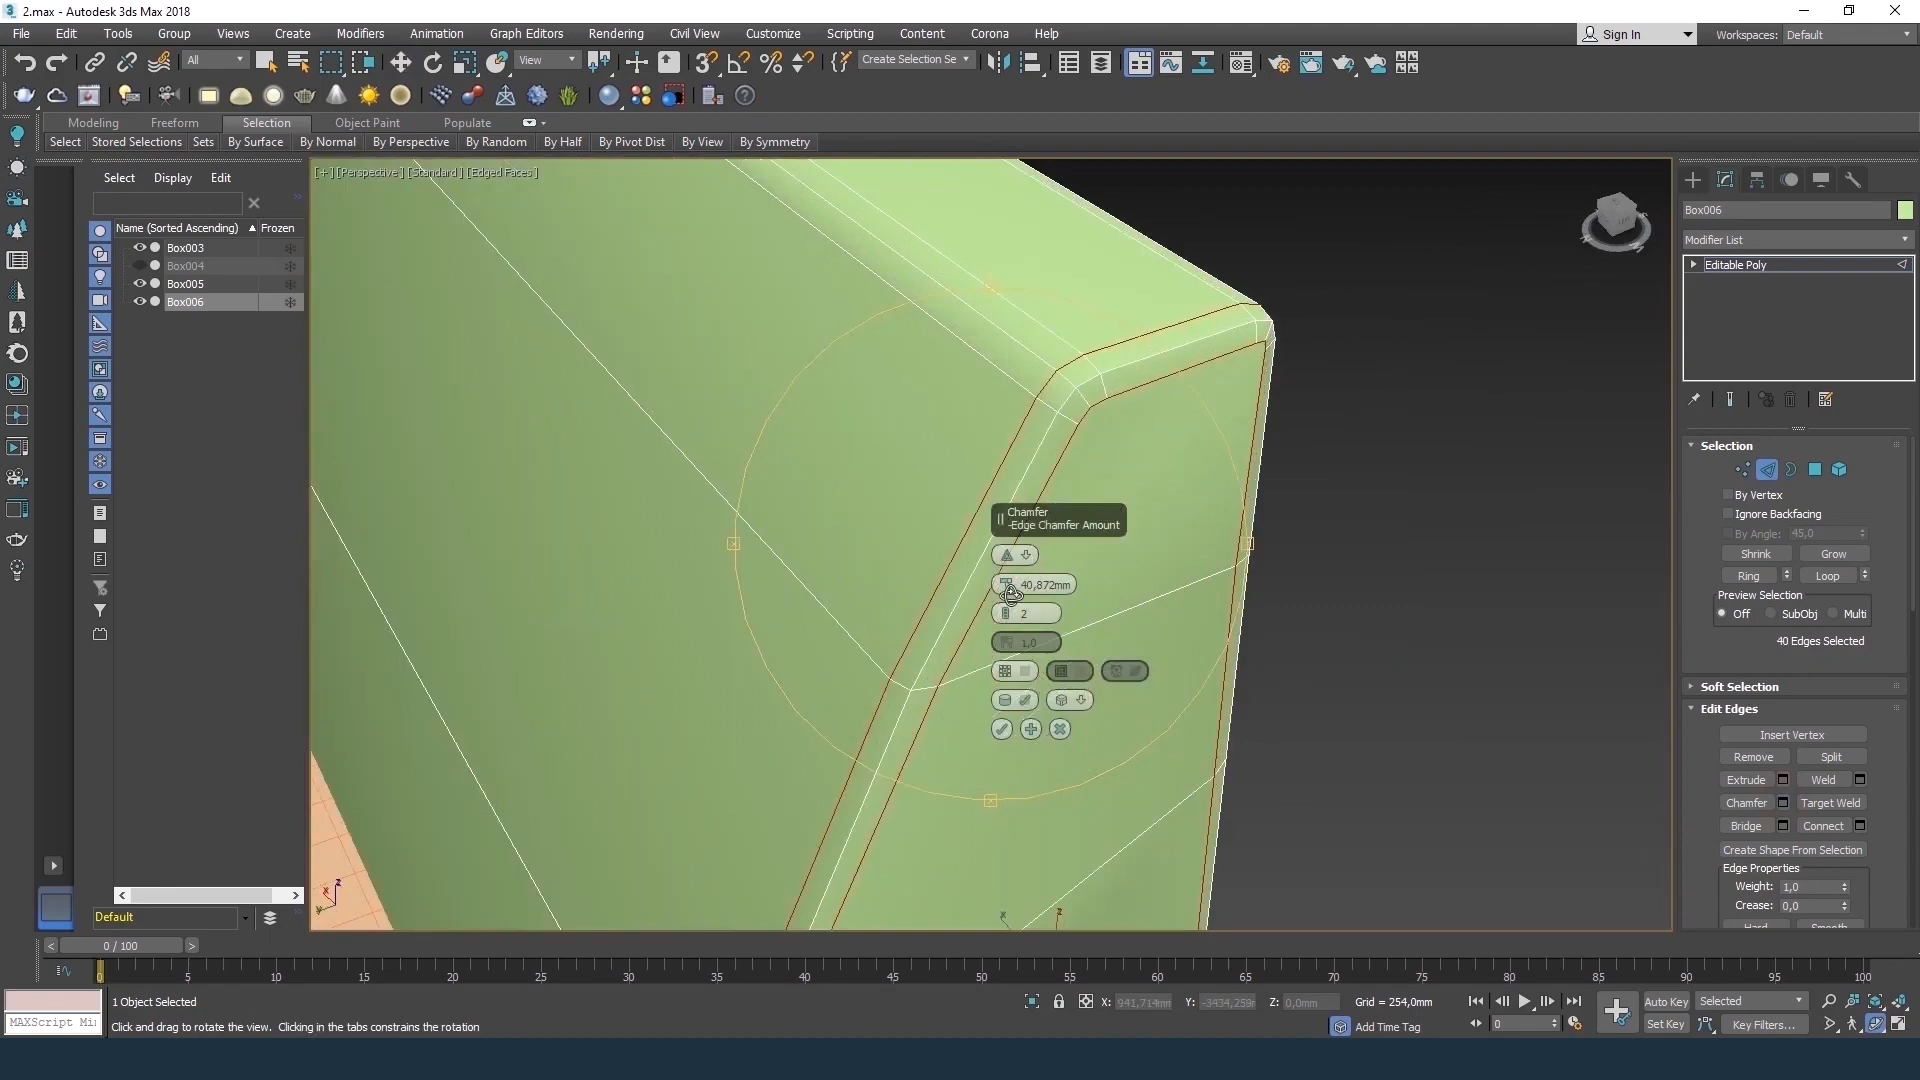 2.max - Autodesk 3ds Max 2018
File Edit Tools Group Views Create Modifiers Animation Graph Editors Rendering Civil View Customize Scripting Content Corona Help
Sign In Workspaces: Default
All View Create Selection Se
Modeling Freeform Selection Object Paint Populate
Select Stored Selections Sets By Surface By Normal By Perspective By Random By Half By Pivot Dist By View By Symmetry
Select Display Edit
[+] [Perspective] [Standard] [Edged Faces]
Name (Sorted Ascending) Frozen
Box003
Box004
Box005
Box006
Box006
Modifier List
Editable Poly
Selection
By Vertex
Ignore Backfacing
By Angle: 45,0
Shrink Grow
Ring Loop
Preview Selection
Off SubObj Multi
40 Edges Selected
Soft Selection
Edit Edges
Insert Vertex
Remove Split
Extrude Weld
Chamfer Target Weld
Bridge Connect
Create Shape From Selection
Edge Properties
Weight: 1,0
Crease: 0,0
Hard Smooth
Chamfer
-Edge Chamfer Amount
40,872mm
2
1,0
x y z
x z
Default
0 / 100
0 5 10 15 20 25 30 35 40 45 50 55 60 65 70 75 80 85 90 95 100
1 Object Selected X: 941,714mm Y: -3434,259m Z: 0,0mm Grid = 254,0mm Auto Key Selected
MAXScript Mi Click and drag to rotate the view. Clicking in the tabs constrains the rotation Add Time Tag 0 Set Key Key Filters...